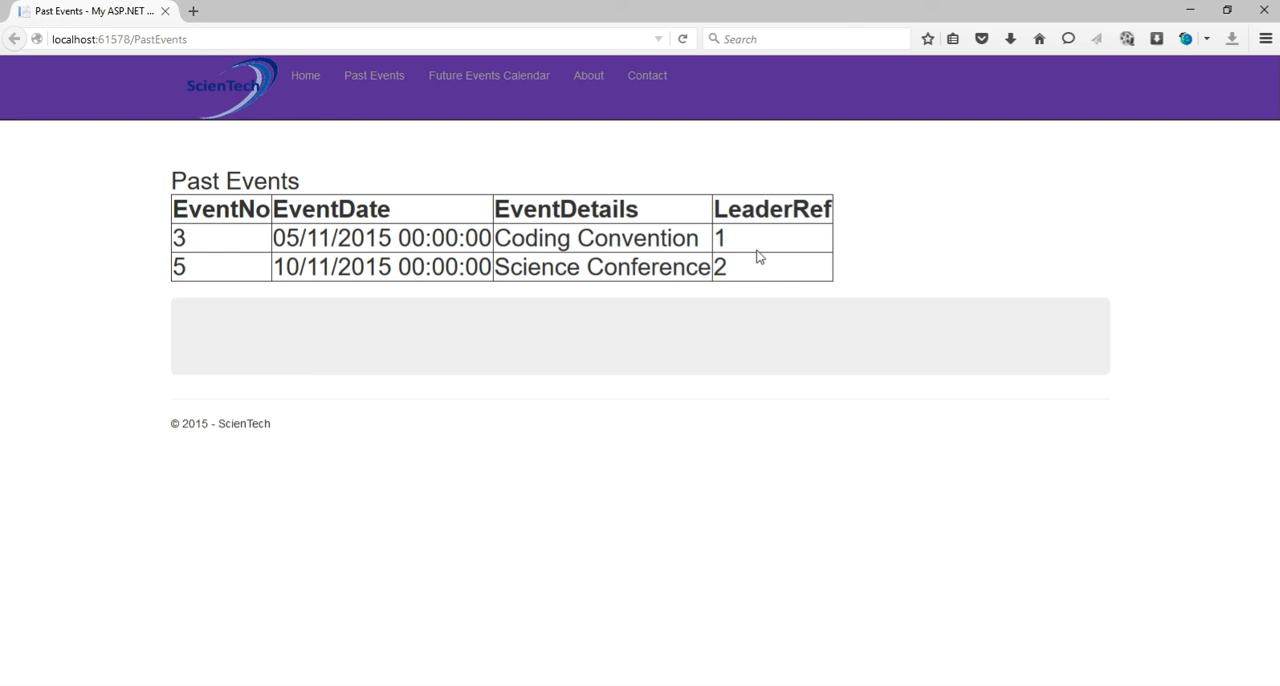 Past Events - My ASP.NET ...
localhost:61578/PastEvents
Search
ScienTech
Home Past Events Future Events Calendar About Contact
Past Events
EventNo EventDate EventDetails LeaderRef
3 05/11/2015 00:00:00 Coding Convention 1
5 10/11/2015 00:00:00 Science Conference 2
© 2015 - ScienTech